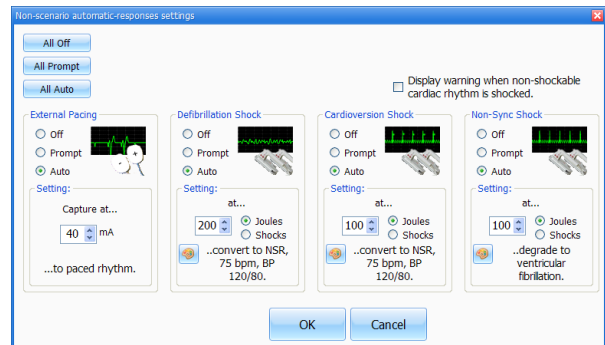 Non-scenario automatic-responses settings
All Off
All Prompt
All Auto
Display warning when non-shockable
cardiac rhythm is shocked.
External Pacing
Off
Prompt
Auto
Setting:
Capture at...
40 mA
...to paced rhythm.
Defibrillation Shock
Off
Prompt
Auto
Setting:
at...
200
Joules
Shocks
..convert to NSR,
75 bpm, BP
120/80.
Cardioversion Shock
Off
Prompt
Auto
Setting:
at...
100
Joules
Shocks
..convert to NSR,
75 bpm, BP
120/80.
Non-Sync Shock
Off
Prompt
Auto
Setting:
at...
100
Joules
Shocks
..degrade to
ventricular
fibrillation.
OK
Cancel